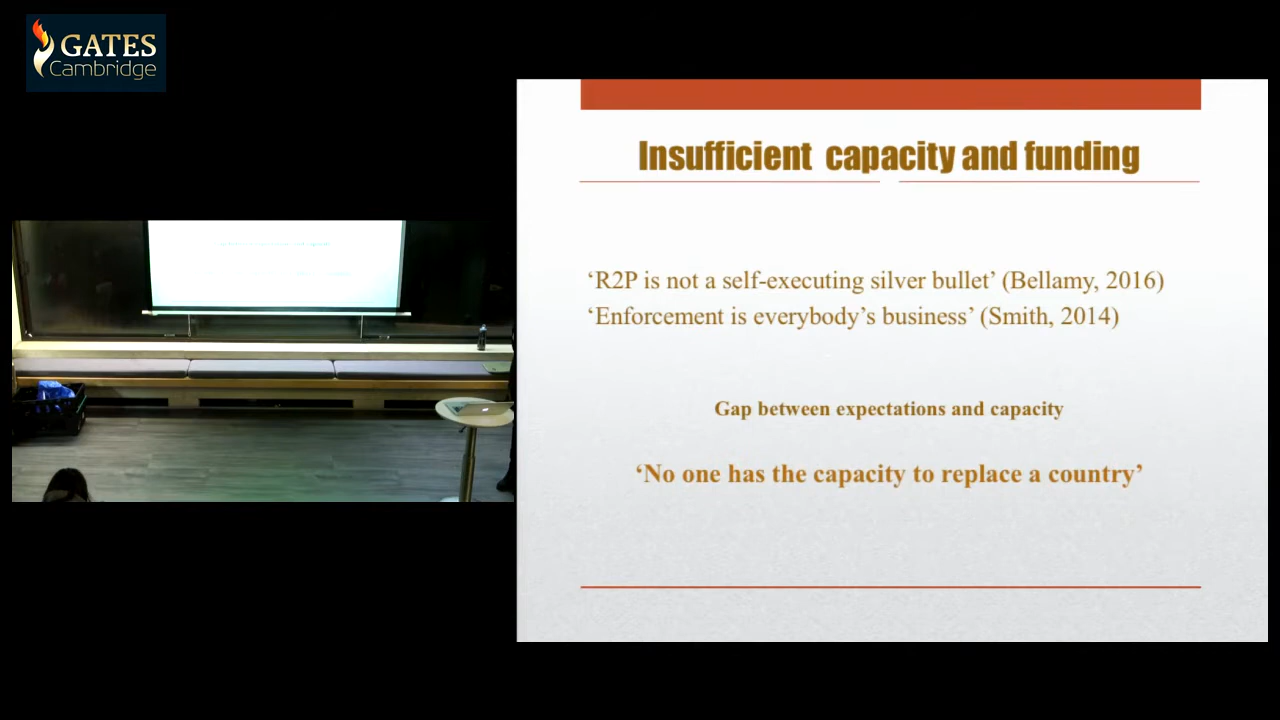 GATES
Cambridge
Insufficient capacity and funding
‘R2P is not a self-executing silver bullet’ (Bellamy, 2016)
‘Enforcement is everybody’s business’ (Smith, 2014)
Gap between expectations and capacity
‘No one has the capacity to replace a country’